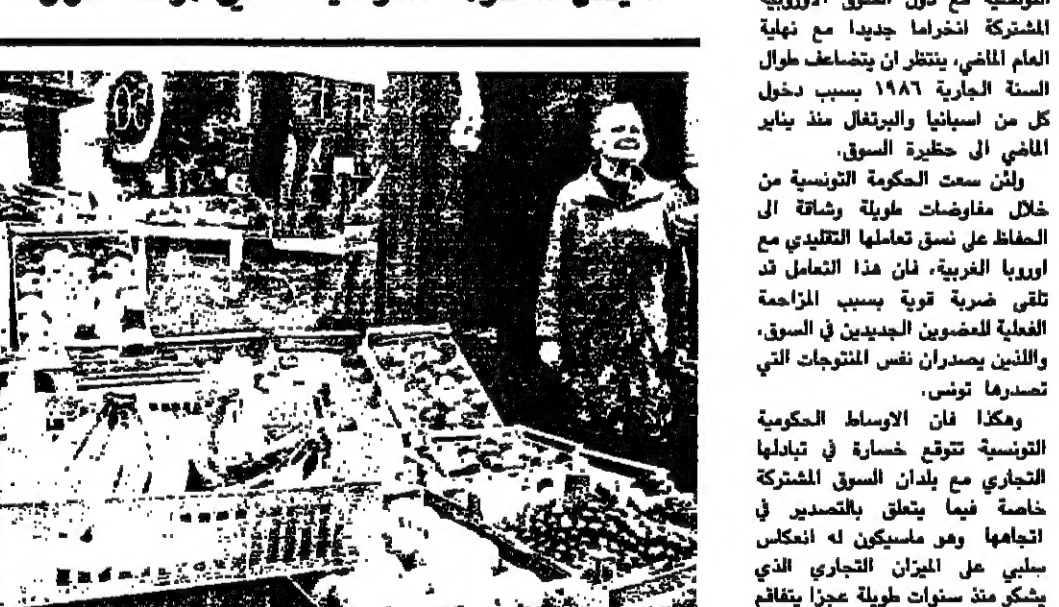 المشتركة انخراما جديدا مع نهاية
العام الماضي، ينتظر ان يتضاعف طوال
السنة الجارية ١٩٨٦ بسبب دخول
كل من اسبانيا والبرتغال منذ يناير
الماضي الى حظيرة السوق.
ولئن سعت الحكومة التونسية من
خلال مفاوضات طويلة وشاقة الى
الحفاظ على نسق تعاملها التقليدي مع
اوروبا الغربية، فان هذا التعامل قد
تلقى ضربة قوية بسبب المزاحمة
الفعلية للعضوين الجديدين في السوق،
واللذين يصدران نفس المنتوجات التي
تصدرها تونس.
وهكذا فان الاوساط الحكومية
التونسية تتوقع خسارة في تبادلها
التجاري مع بلدان السوق المشتركة
خاصة فيما يتعلق بالتصدير في
اتجاهها وهو ماسيكون له انعكاس
سلبي على الميزان التجاري الذي
يشكو منذ سنوات طويلة عجزا يتفاقم